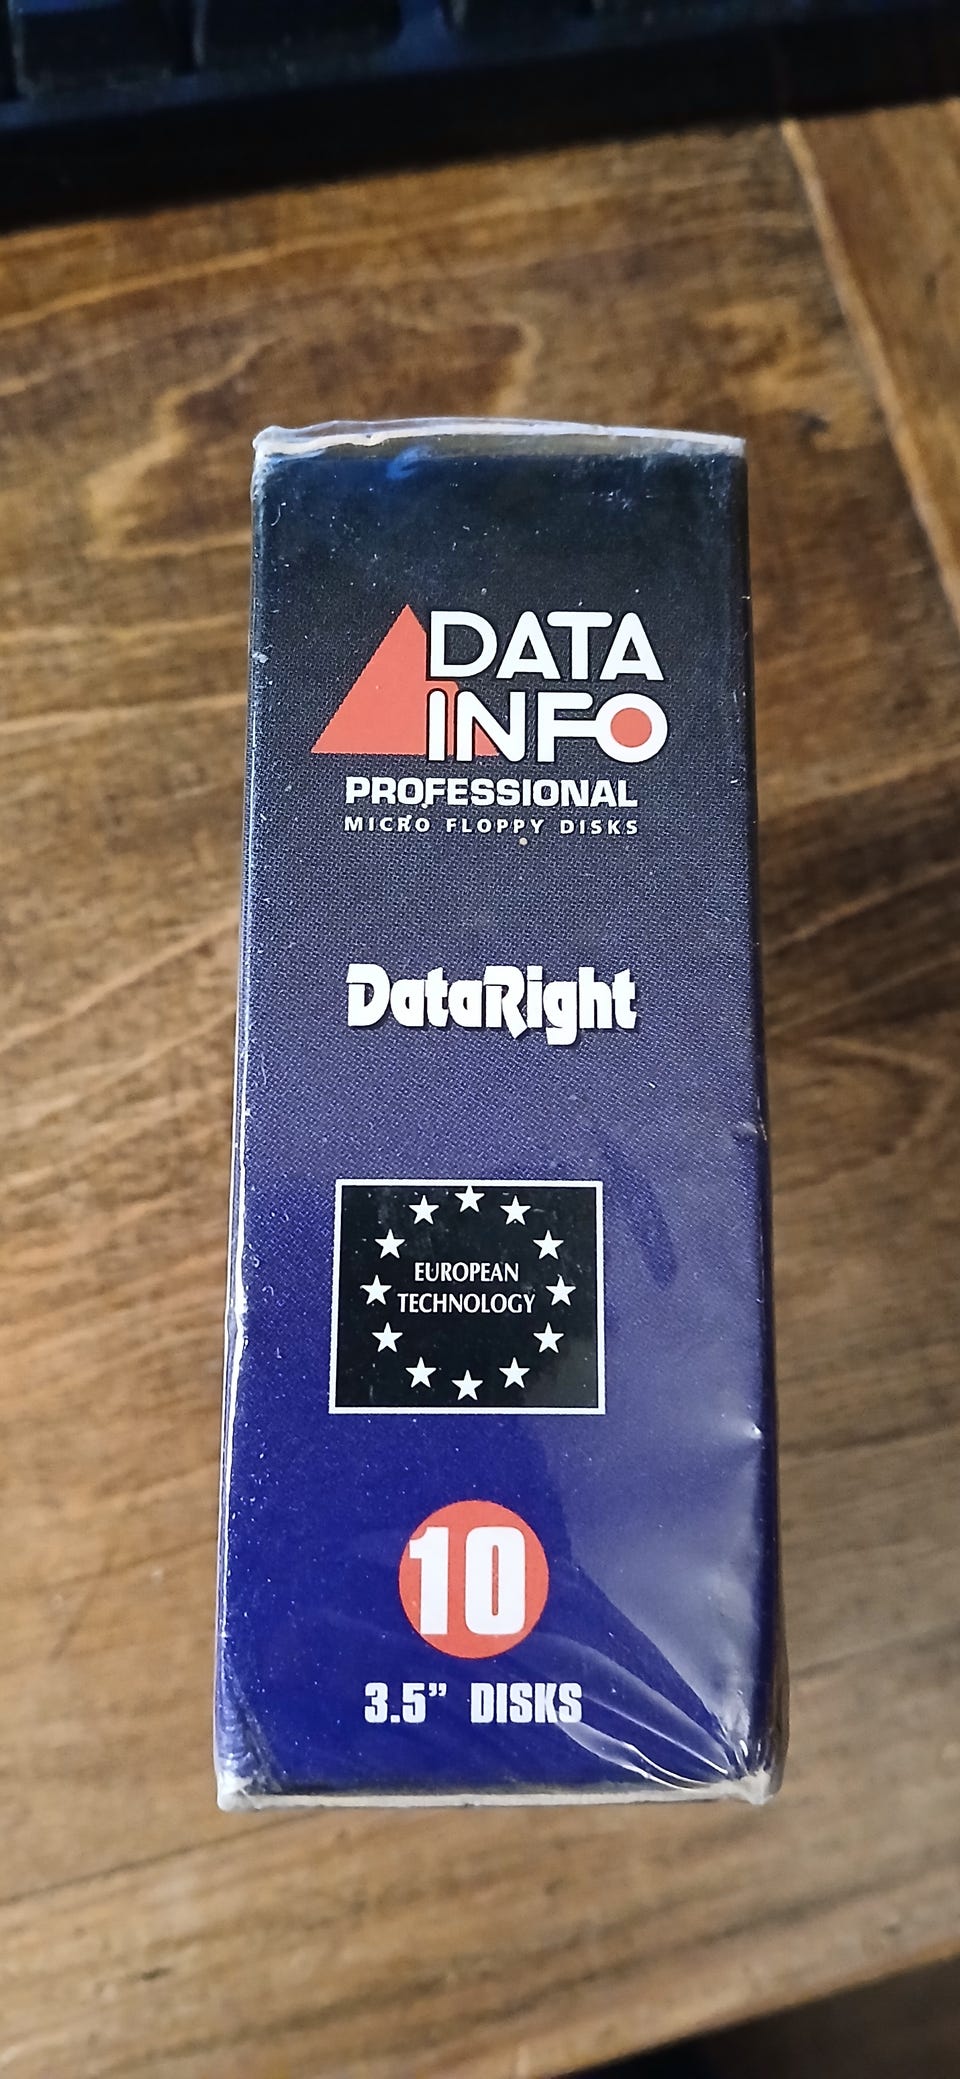 DATA
INFO
PROFESSIONAL
MICRO FLOPPY DISKS
DataRight
EUROPEAN
TECHNOLOGY
10
3.5” DISKS